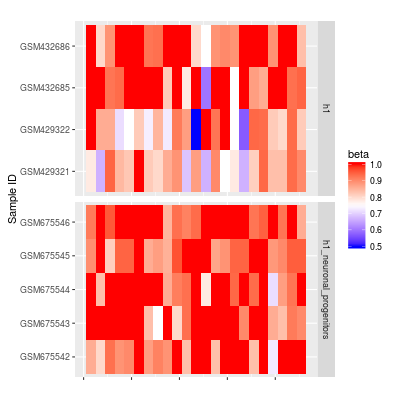 GSM432686
GSM432685
GSM429322
GSM429321
h1
GSM675546
GSM675545
GSM675544
GSM675543
GSM675542
h1_neuronal_progenitors
Sample ID
beta
1.0
0.9
0.8
0.7
0.6
0.5